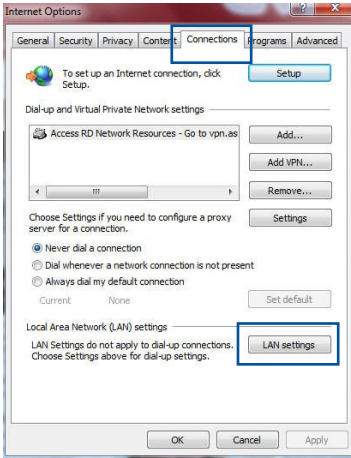 Internet Options
General Security Privacy Content Connections Programs Advanced
To set up an Internet connection, click
Setup.
Setup
Dial-up and Virtual Private Network settings
Access RD Network Resources - Go to vpn.as
Add...
Add VPN...
Remove...
Choose Settings if you need to configure a proxy
server for a connection.
Settings
Never dial a connection
Dial whenever a network connection is not present
Always dial my default connection
Current None
Set default
Local Area Network (LAN) settings
LAN Settings do not apply to dial-up connections.
Choose Settings above for dial-up settings.
LAN settings
OK Cancel Apply